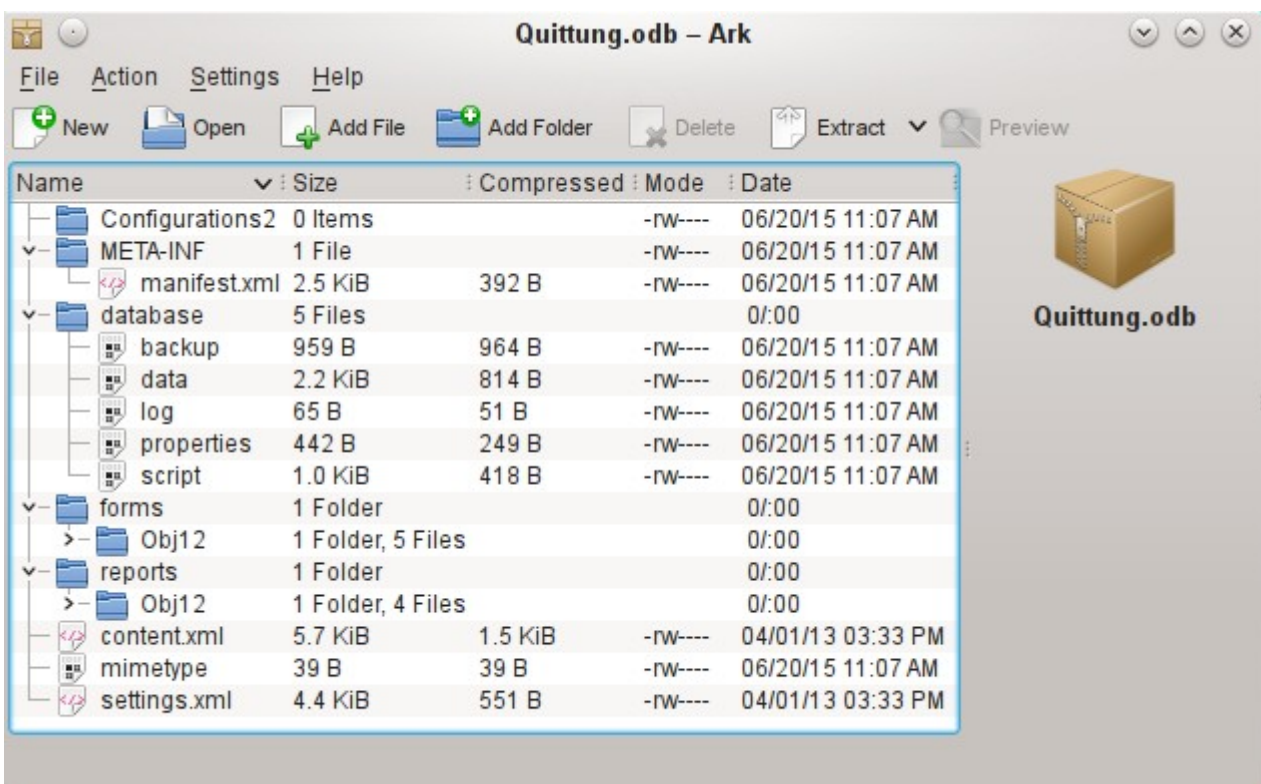 Quittung.odb – Ark
File Action Settings Help
New Open Add File Add Folder Delete Extract Preview
Name Size Compressed Mode Date
Configurations2 0 Items -rw---- 06/20/15 11:07 AM
META-INF 1 File -rw---- 06/20/15 11:07 AM
manifest.xml 2.5 KiB 392 B -rw---- 06/20/15 11:07 AM
database 5 Files 0/:00
backup 959 B 964 B -rw---- 06/20/15 11:07 AM
data 2.2 KiB 814 B -rw---- 06/20/15 11:07 AM
log 65 B 51 B -rw---- 06/20/15 11:07 AM
properties 442 B 249 B -rw---- 06/20/15 11:07 AM
script 1.0 KiB 418 B -rw---- 06/20/15 11:07 AM
forms 1 Folder 0/:00
Obj12 1 Folder, 5 Files 0/:00
reports 1 Folder 0/:00
Obj12 1 Folder, 4 Files 0/:00
content.xml 5.7 KiB 1.5 KiB -rw---- 04/01/13 03:33 PM
mimetype 39 B 39 B -rw---- 06/20/15 11:07 AM
settings.xml 4.4 KiB 551 B -rw---- 04/01/13 03:33 PM
Quittung.odb